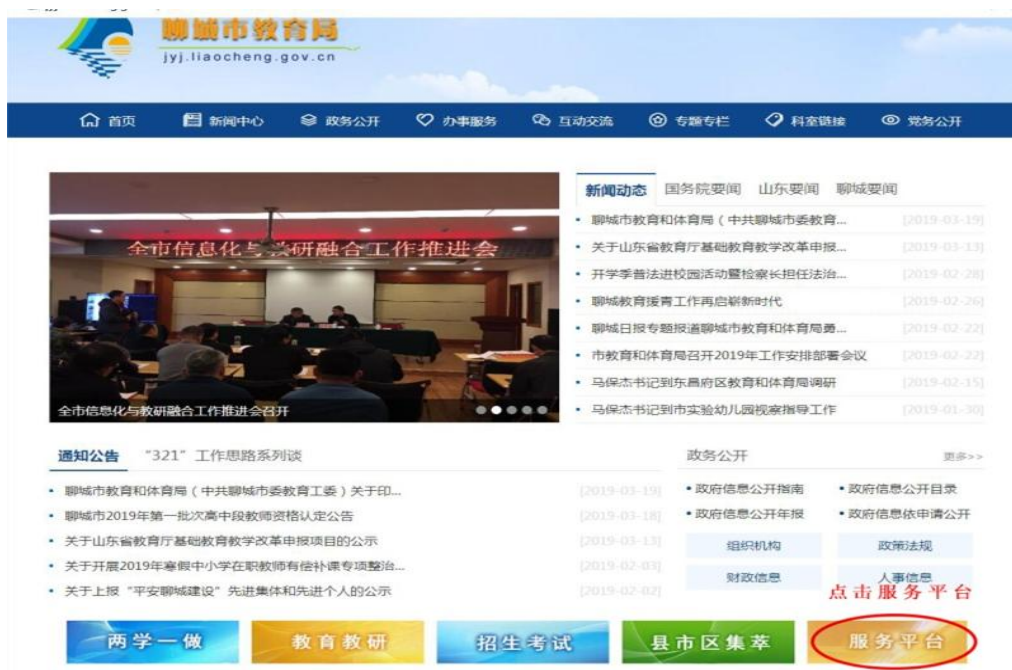 聊城市教育局
jyj.liaocheng.gov.cn
首页 新闻中心 政务公开 办事服务 互动交流 专题专栏 科室链接 党务公开
全市信息化与教研融合工作推进会
全市信息化与教研融合工作推进会召开
新闻动态 国务院要闻 山东要闻 聊城要闻
聊城市教育和体育局（中共聊城市委教育... [2019-03-19]
关于山东省教育厅基础教育教学改革申报... [2019-03-13]
开学季普法进校园活动暨检察长担任法治... [2019-02-28]
聊城教育援青工作再启崭新时代 [2019-02-26]
聊城日报专题报道聊城市教育和体育局勇... [2019-02-22]
市教育和体育局召开2019年工作安排部署会议 [2019-02-22]
马保杰书记到东昌府区教育和体育局调研 [2019-02-15]
马保杰书记到市实验幼儿园视察指导工作 [2019-01-30]
通知公告 “321”工作思路系列谈
聊城市教育和体育局（中共聊城市委教育工委）关于印... [2019-03-19]
聊城市2019年第一批次高中段教师资格认定公告 [2019-03-18]
关于山东省教育厅基础教育教学改革申报项目的公示 [2019-03-13]
关于开展2019年寒假中小学在职教师有偿补课专项整治... [2019-02-03]
关于上报“平安聊城建设”先进集体和先进个人的公示 [2019-02-02]
政务公开 更多>>
政府信息公开指南 政府信息公开目录
政府信息公开年报 政府信息依申请公开
组织机构 政策法规
财政信息 人事信息
点击服务平台
两学一做 教育教研 招生考试 县市区集萃 服务平台